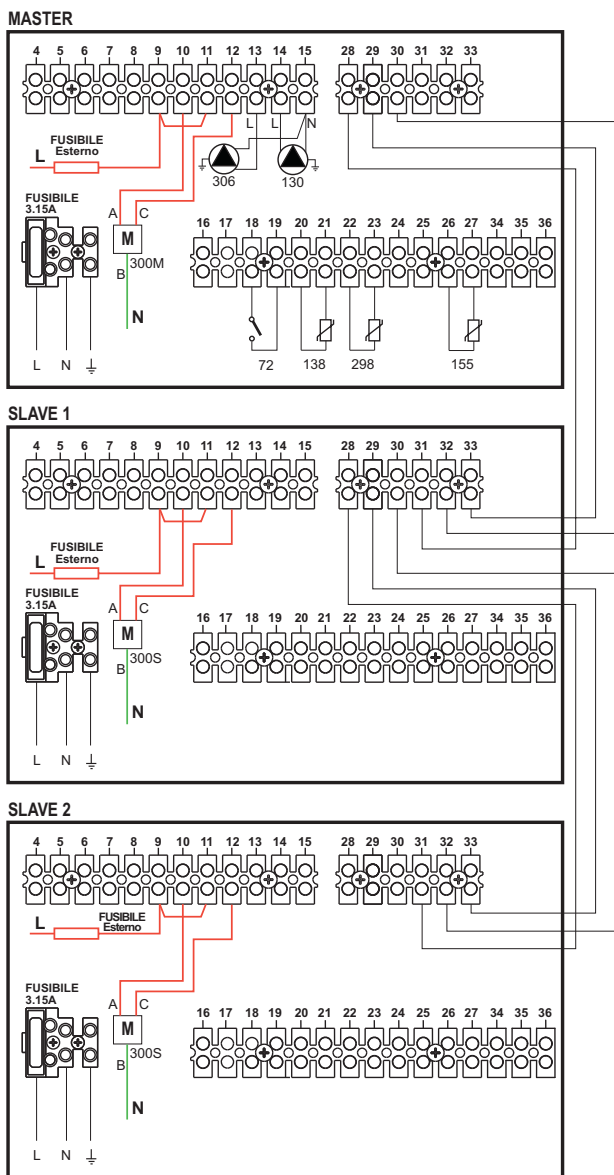 MASTER
4 5 6 7 8 9 10 11 12 13 14 15 28 29 30 31 32 33
L L N
L FUSIBILE
Esterno
306 130
FUSIBILE
3.15A
A C
M
300M
B
16 17 18 19 20 21 22 23 24 25 26 27 34 35 36
N
L N
72 138 298 155
SLAVE 1
4 5 6 7 8 9 10 11 12 13 14 15 28 29 30 31 32 33
L FUSIBILE
Esterno
FUSIBILE
3.15A
A C
M
300S
B
16 17 18 19 20 21 22 23 24 25 26 27 34 35 36
N
L N
SLAVE 2
4 5 6 7 8 9 10 11 12 13 14 15 28 29 30 31 32 33
L FUSIBILE
Esterno
FUSIBILE
3.15A
A C
M
300S
B
16 17 18 19 20 21 22 23 24 25 26 27 34 35 36
N
L N